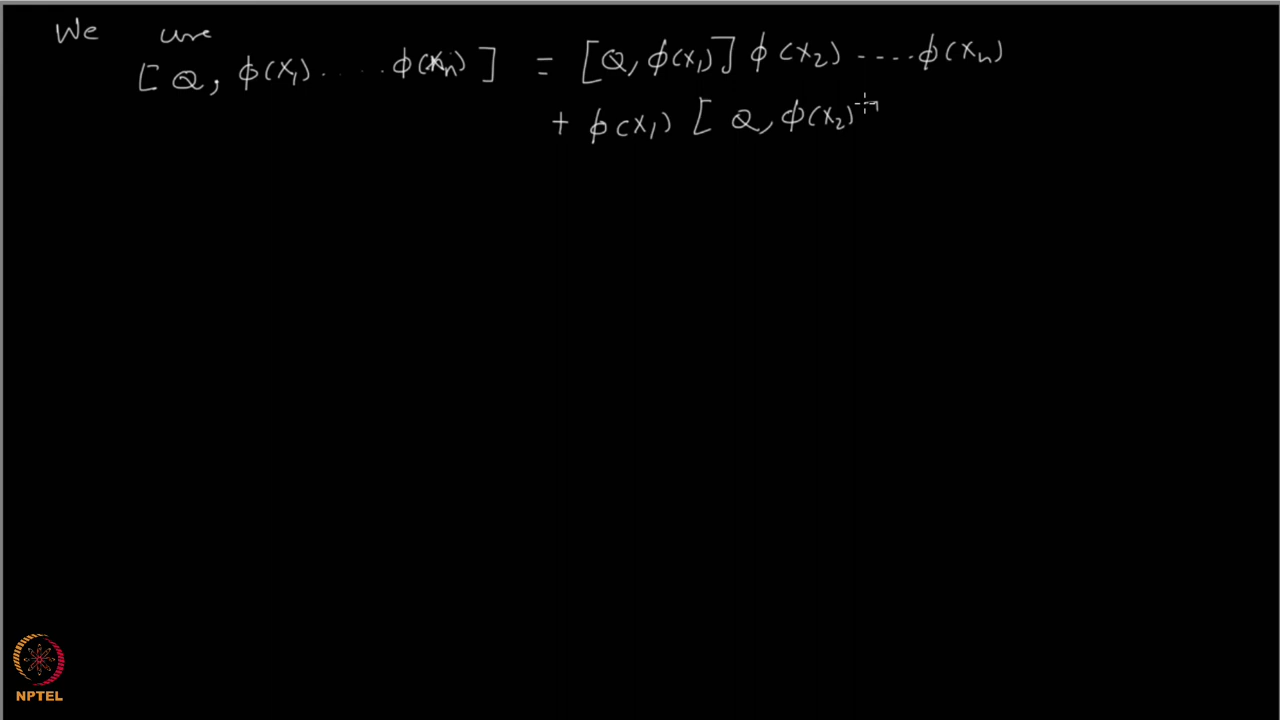 We use
[ Q, ϕ(x₁) ..... ϕ(xₙ) ] = [Q, ϕ(x₁)] ϕ(x₂) ..... ϕ(xₙ)
+ ϕ(x₁) [ Q, ϕ(x₂)
NPTEL